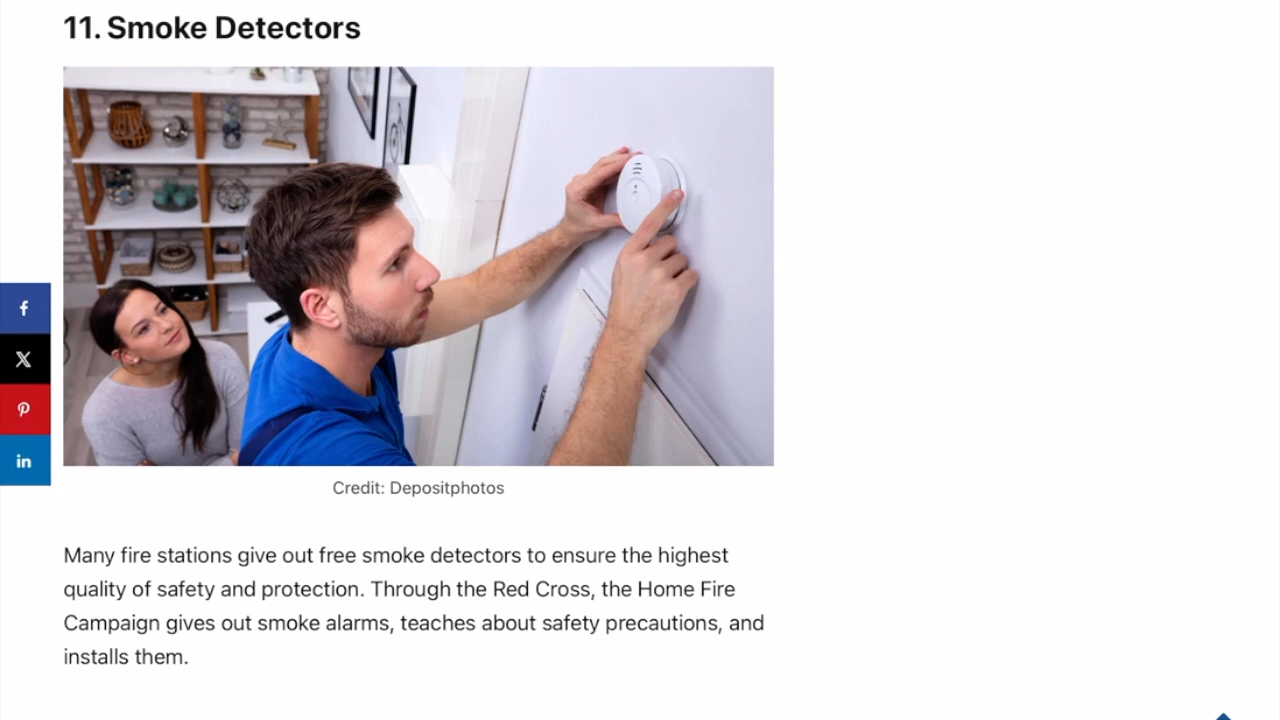 11. Smoke Detectors
f
X
in
Credit: Depositphotos
Many fire stations give out free smoke detectors to ensure the highest
quality of safety and protection. Through the Red Cross, the Home Fire
Campaign gives out smoke alarms, teaches about safety precautions, and
installs them.